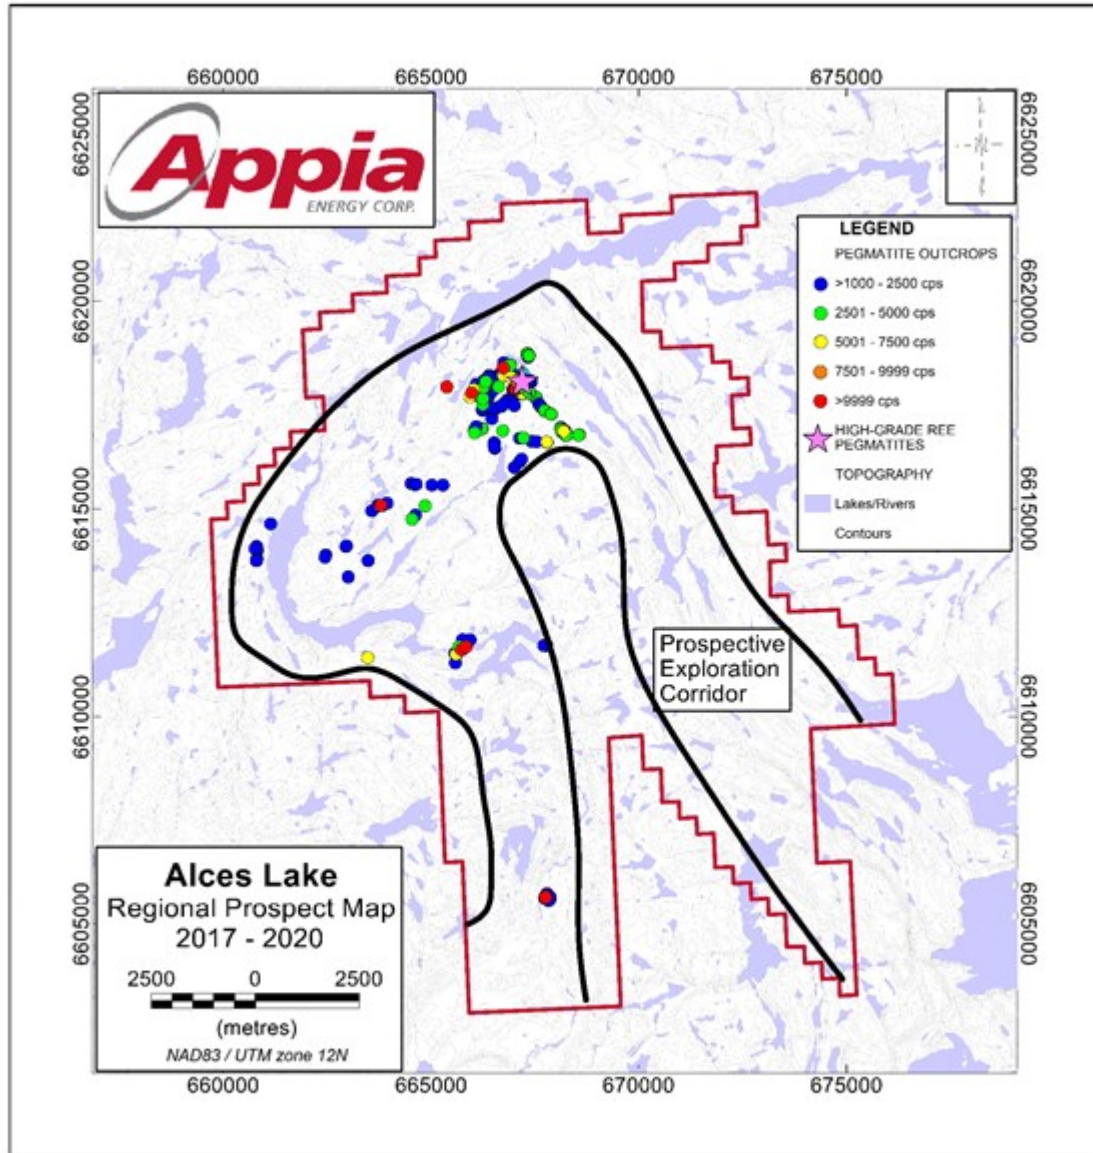 660000 665000 670000 675000
6625000
6625000
Appia
ENERGY CORP.
LEGEND
PEGMATITE OUTCROPS
>1000 - 2500 cps
2501 - 5000 cps
5001 - 7500 cps
7501 - 9999 cps
>9999 cps
HIGH-GRADE REE
PEGMATITES
TOPOGRAPHY
Lakes/Rivers
Contours
6620000
6620000
6615000
6615000
Prospective
Exploration
Corridor
6610000
6610000
Alces Lake
Regional Prospect Map
2017 - 2020
2500 0 2500
(metres)
NAD83 / UTM zone 12N
6605000
6605000
660000 665000 670000 675000